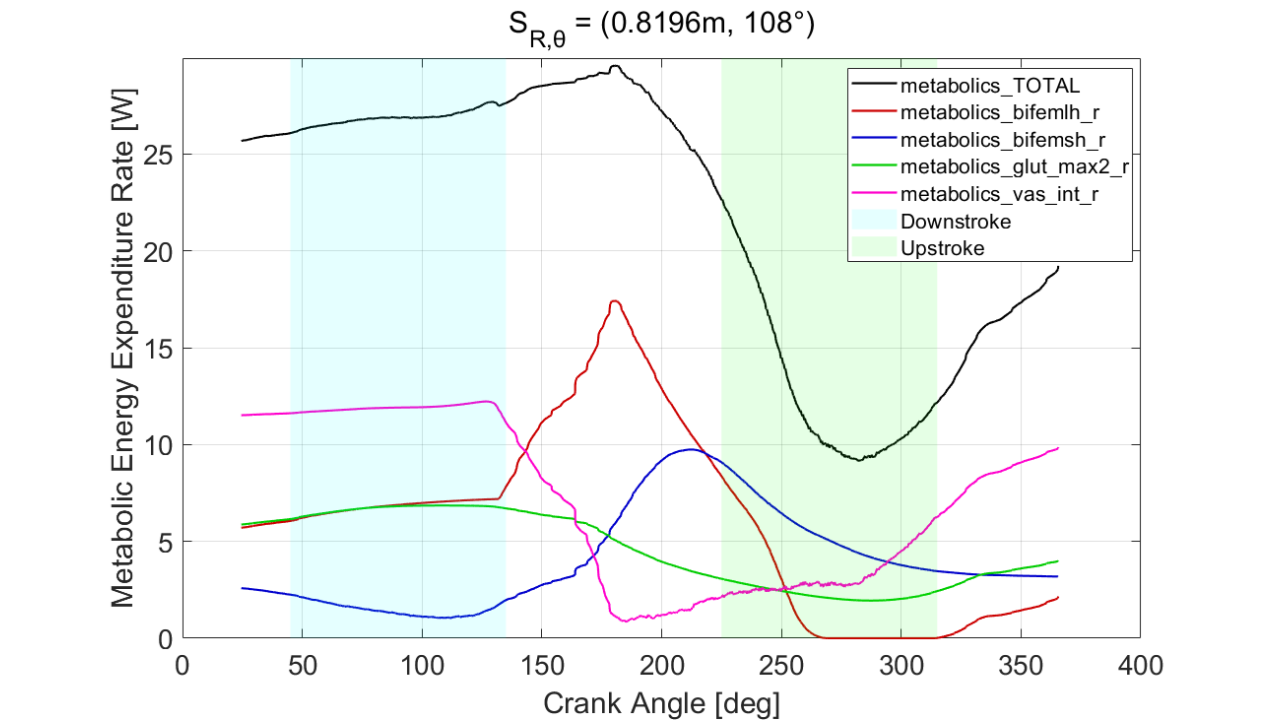 S_R,θ = (0.8196m, 108°)
Metabolic Energy Expenditure Rate [W]
25
20
15
10
5
0
0 50 100 150 200 250 300 350 400
Crank Angle [deg]
metabolics_TOTAL
metabolics_bifemlh_r
metabolics_bifemsh_r
metabolics_glut_max2_r
metabolics_vas_int_r
Downstroke
Upstroke